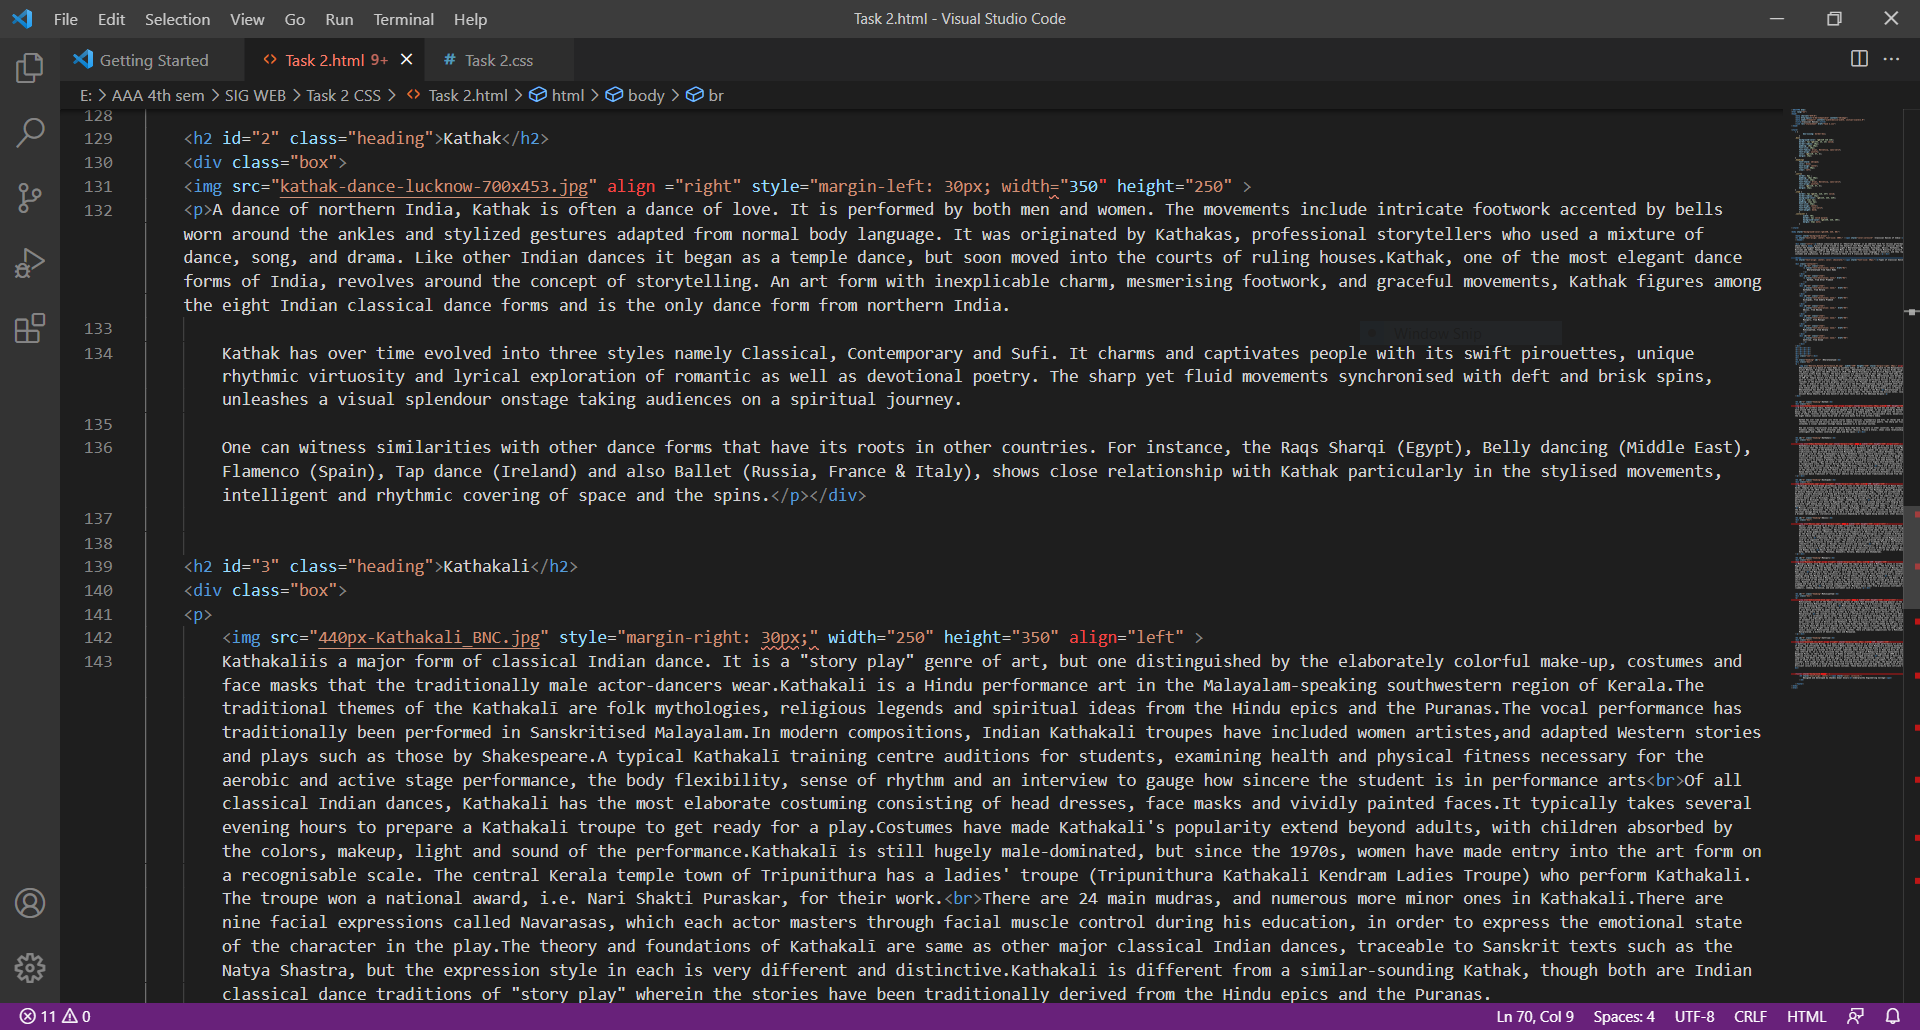 File Edit Selection View Go Run Terminal Help
Task 2.html - Visual Studio Code
Getting Started
<> Task 2.html 9+ ×
# Task 2.css
E: > AAA 4th sem > SIG WEB > Task 2 CSS > <> Task 2.html > html > body > br
128
129 <h2 id="2" class="heading">Kathak</h2>
130 <div class="box">
131 <img src="kathak-dance-lucknow-700x453.jpg" align ="right" style="margin-left: 30px; width="350" height="250" >
132 <p>A dance of northern India, Kathak is often a dance of love. It is performed by both men and women. The movements include intricate footwork accented by bells
worn around the ankles and stylized gestures adapted from normal body language. It was originated by Kathakas, professional storytellers who used a mixture of
dance, song, and drama. Like other Indian dances it began as a temple dance, but soon moved into the courts of ruling houses.Kathak, one of the most elegant dance
forms of India, revolves around the concept of storytelling. An art form with inexplicable charm, mesmerising footwork, and graceful movements, Kathak figures among
the eight Indian classical dance forms and is the only dance form from northern India.
133
Window Snip
134 Kathak has over time evolved into three styles namely Classical, Contemporary and Sufi. It charms and captivates people with its swift pirouettes, unique
rhythmic virtuosity and lyrical exploration of romantic as well as devotional poetry. The sharp yet fluid movements synchronised with deft and brisk spins,
unleashes a visual splendour onstage taking audiences on a spiritual journey.
135
136 One can witness similarities with other dance forms that have its roots in other countries. For instance, the Raqs Sharqi (Egypt), Belly dancing (Middle East),
Flamenco (Spain), Tap dance (Ireland) and also Ballet (Russia, France & Italy), shows close relationship with Kathak particularly in the stylised movements,
intelligent and rhythmic covering of space and the spins.</p></div>
137
138
139 <h2 id="3" class="heading">Kathakali</h2>
140 <div class="box">
141 <p>
142 <img src="440px-Kathakali_BNC.jpg" style="margin-right: 30px;" width="250" height="350" align="left" >
143 Kathakaliis a major form of classical Indian dance. It is a "story play" genre of art, but one distinguished by the elaborately colorful make-up, costumes and
face masks that the traditionally male actor-dancers wear.Kathakali is a Hindu performance art in the Malayalam-speaking southwestern region of Kerala.The
traditional themes of the Kathakalī are folk mythologies, religious legends and spiritual ideas from the Hindu epics and the Puranas.The vocal performance has
traditionally been performed in Sanskritised Malayalam.In modern compositions, Indian Kathakali troupes have included women artistes,and adapted Western stories
and plays such as those by Shakespeare.A typical Kathakalī training centre auditions for students, examining health and physical fitness necessary for the
aerobic and active stage performance, the body flexibility, sense of rhythm and an interview to gauge how sincere the student is in performance arts<br>Of all
classical Indian dances, Kathakali has the most elaborate costuming consisting of head dresses, face masks and vividly painted faces.It typically takes several
evening hours to prepare a Kathakali troupe to get ready for a play.Costumes have made Kathakali's popularity extend beyond adults, with children absorbed by
the colors, makeup, light and sound of the performance.Kathakalī is still hugely male-dominated, but since the 1970s, women have made entry into the art form on
a recognisable scale. The central Kerala temple town of Tripunithura has a ladies' troupe (Tripunithura Kathakali Kendram Ladies Troupe) who perform Kathakali.
The troupe won a national award, i.e. Nari Shakti Puraskar, for their work.<br>There are 24 main mudras, and numerous more minor ones in Kathakali.There are
nine facial expressions called Navarasas, which each actor masters through facial muscle control during his education, in order to express the emotional state
of the character in the play.The theory and foundations of Kathakalī are same as other major classical Indian dances, traceable to Sanskrit texts such as the
Natya Shastra, but the expression style in each is very different and distinctive.Kathakali is different from a similar-sounding Kathak, though both are Indian
classical dance traditions of "story play" wherein the stories have been traditionally derived from the Hindu epics and the Puranas.
11 0
Ln 70, Col 9 Spaces: 4 UTF-8 CRLF HTML